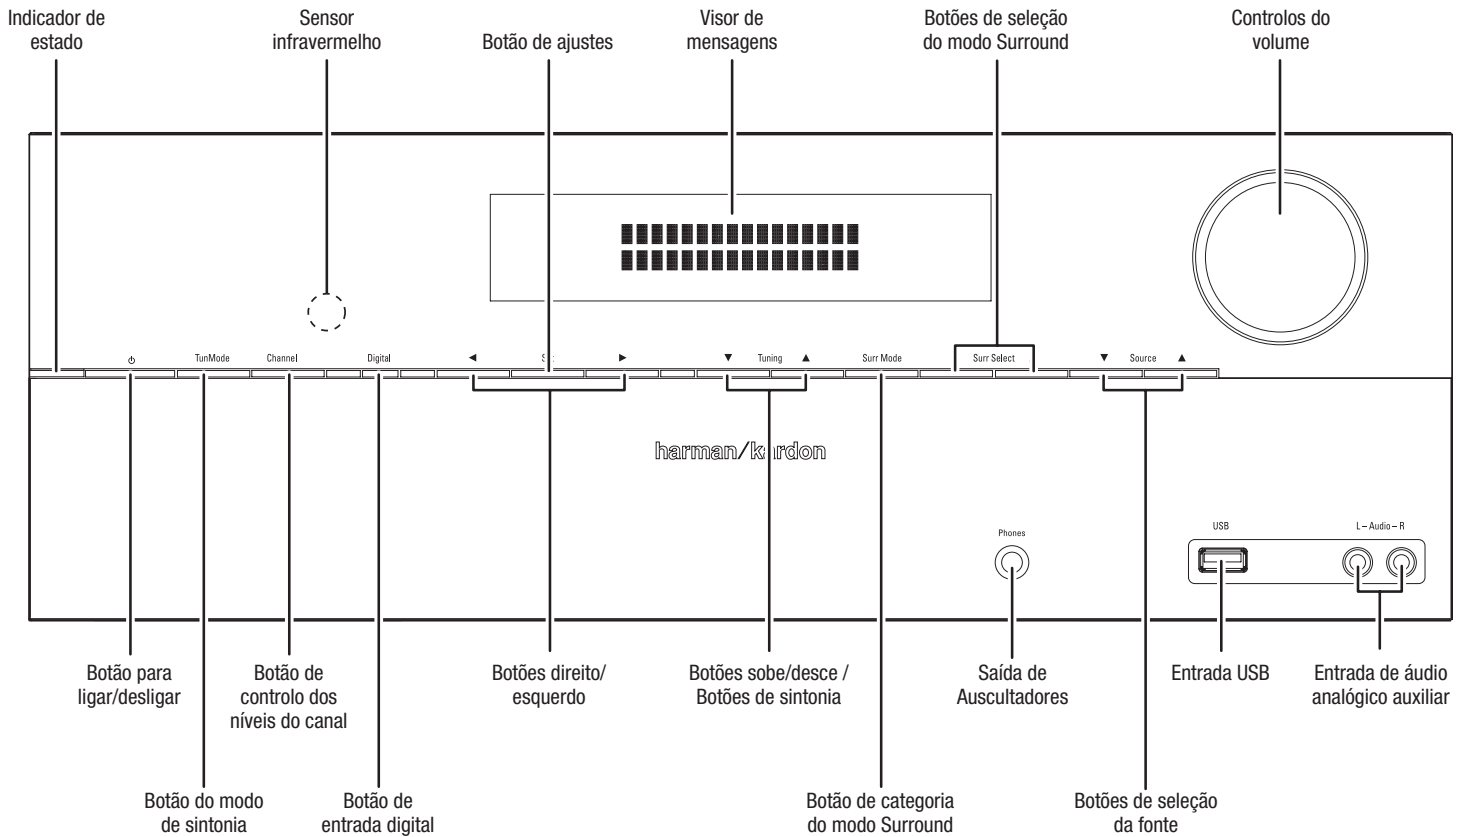 Indicador de
estado
Sensor
infravermelho
Botão de ajustes
Visor de
mensagens
Botões de seleção
do modo Surround
Controlos do
volume
TunMode
Channel
Digital
Tuning
Surr Mode
Surr Select
Source
harman/kardon
Phones
USB
L – Audio – R
Botão para
ligar/desligar
Botão de
controlo dos
níveis do canal
Botões direito/
esquerdo
Botões sobe/desce /
Botões de sintonia
Saída de
Auscultadores
Entrada USB
Entrada de áudio
analógico auxiliar
Botão do modo
de sintonia
Botão de
entrada digital
Botão de categoria
do modo Surround
Botões de seleção
da fonte